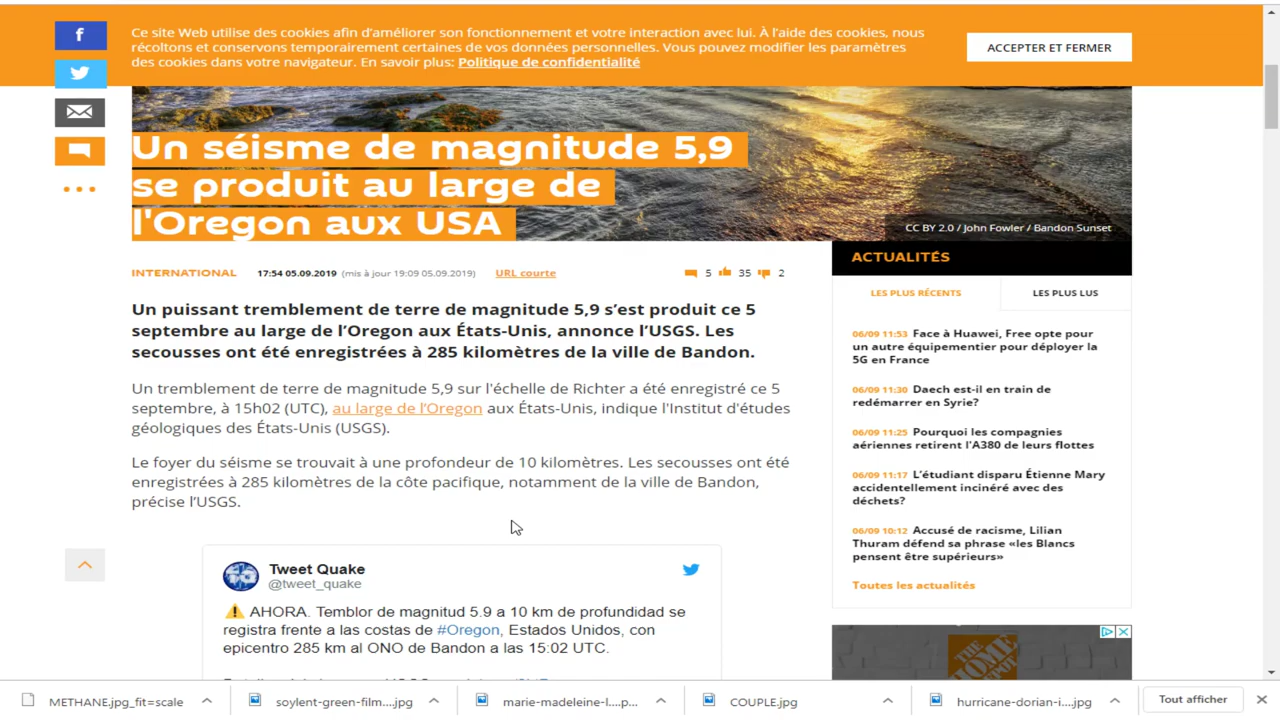 Ce site Web utilise des cookies afin d’améliorer son fonctionnement et votre interaction avec lui. À l’aide des cookies, nous
récoltons et conservons temporairement certaines de vos données personnelles. Vous pouvez modifier les paramètres
des cookies dans votre navigateur. En savoir plus: Politique de confidentialité
ACCEPTER ET FERMER
Un séisme de magnitude 5,9
se produit au large de
l'Oregon aux USA
CC BY 2.0 / John Fowler / Bandon Sunset
INTERNATIONAL 17:54 05.09.2019 (mis à jour 19:09 05.09.2019) URL courte 5 35 2
Un puissant tremblement de terre de magnitude 5,9 s’est produit ce 5
septembre au large de l’Oregon aux États-Unis, annonce l’USGS. Les
secousses ont été enregistrées à 285 kilomètres de la ville de Bandon.
Un tremblement de terre de magnitude 5,9 sur l'échelle de Richter a été enregistré ce 5
septembre, à 15h02 (UTC), au large de l’Oregon aux États-Unis, indique l'Institut d'études
géologiques des États-Unis (USGS).
Le foyer du séisme se trouvait à une profondeur de 10 kilomètres. Les secousses ont été
enregistrées à 285 kilomètres de la côte pacifique, notamment de la ville de Bandon,
précise l’USGS.
Tweet Quake
@tweet_quake
AHORA. Temblor de magnitud 5.9 a 10 km de profundidad se
registra frente a las costas de #Oregon, Estados Unidos, con
epicentro 285 km al ONO de Bandon a las 15:02 UTC.
ACTUALITÉS
LES PLUS RÉCENTS LES PLUS LUS
06/09 11:53 Face à Huawei, Free opte pour
un autre équipementier pour déployer la
5G en France
06/09 11:30 Daech est-il en train de
redémarrer en Syrie?
06/09 11:25 Pourquoi les compagnies
aériennes retirent l’A380 de leurs flottes
06/09 11:17 L’étudiant disparu Étienne Mary
accidentellement incinéré avec des
déchets?
06/09 10:12 Accusé de racisme, Lilian
Thuram défend sa phrase «les Blancs
pensent être supérieurs»
Toutes les actualités
THE HOME
METHANE.jpg_fit=scale soylent-green-film....jpg marie-madeleine-l....p... COUPLE.jpg hurricane-dorian-i....jpg Tout afficher